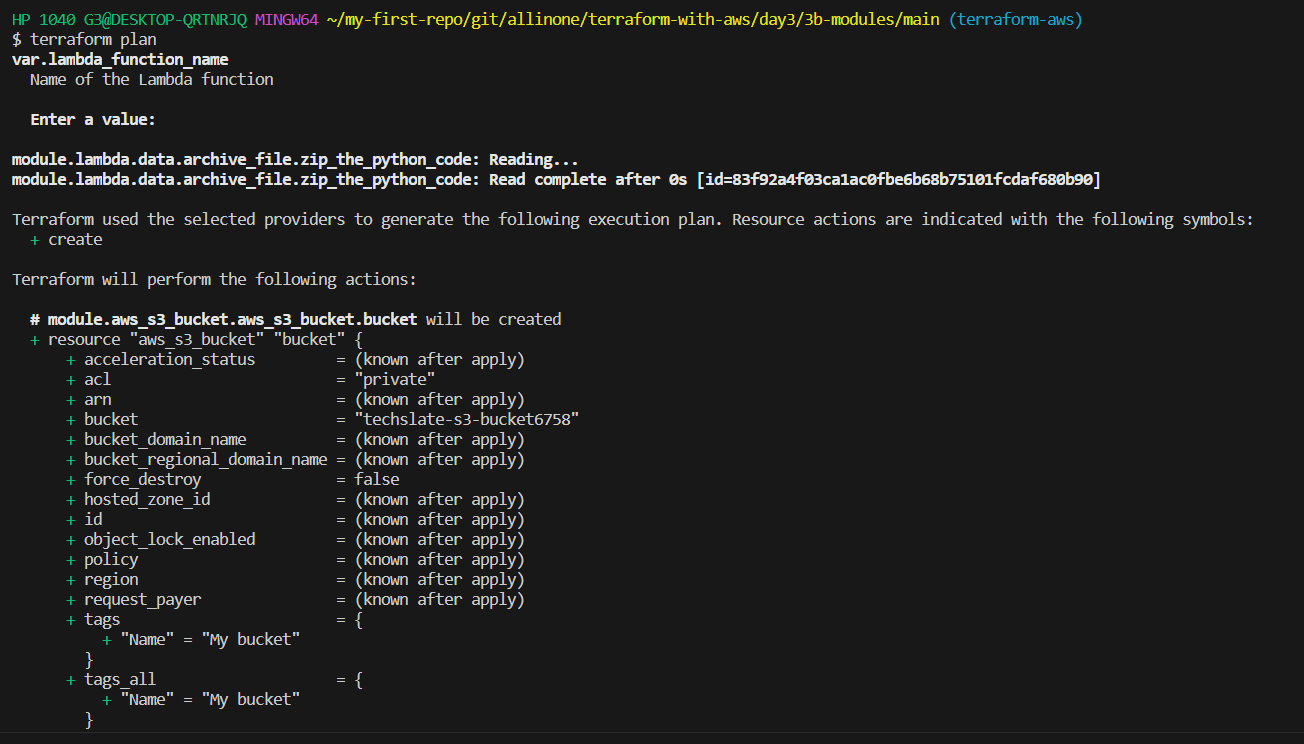 HP 1040 G3@DESKTOP-QRTNRJQ MINGW64 ~/my-first-repo/git/allinone/terraform-with-aws/day3/3b-modules/main (terraform-aws)
$ terraform plan
var.lambda_function_name
  Name of the Lambda function

  Enter a value:

module.lambda.data.archive_file.zip_the_python_code: Reading...
module.lambda.data.archive_file.zip_the_python_code: Read complete after 0s [id=83f92a4f03ca1ac0fbe6b68b75101fcdaf680b90]

Terraform used the selected providers to generate the following execution plan. Resource actions are indicated with the following symbols:
  + create

Terraform will perform the following actions:

  # module.aws_s3_bucket.aws_s3_bucket.bucket will be created
  + resource "aws_s3_bucket" "bucket" {
      + acceleration_status         = (known after apply)
      + acl                         = "private"
      + arn                         = (known after apply)
      + bucket                      = "techslate-s3-bucket6758"
      + bucket_domain_name          = (known after apply)
      + bucket_regional_domain_name = (known after apply)
      + force_destroy               = false
      + hosted_zone_id              = (known after apply)
      + id                          = (known after apply)
      + object_lock_enabled         = (known after apply)
      + policy                      = (known after apply)
      + region                      = (known after apply)
      + request_payer               = (known after apply)
      + tags                        = {
          + "Name" = "My bucket"
        }
      + tags_all                    = {
          + "Name" = "My bucket"
        }